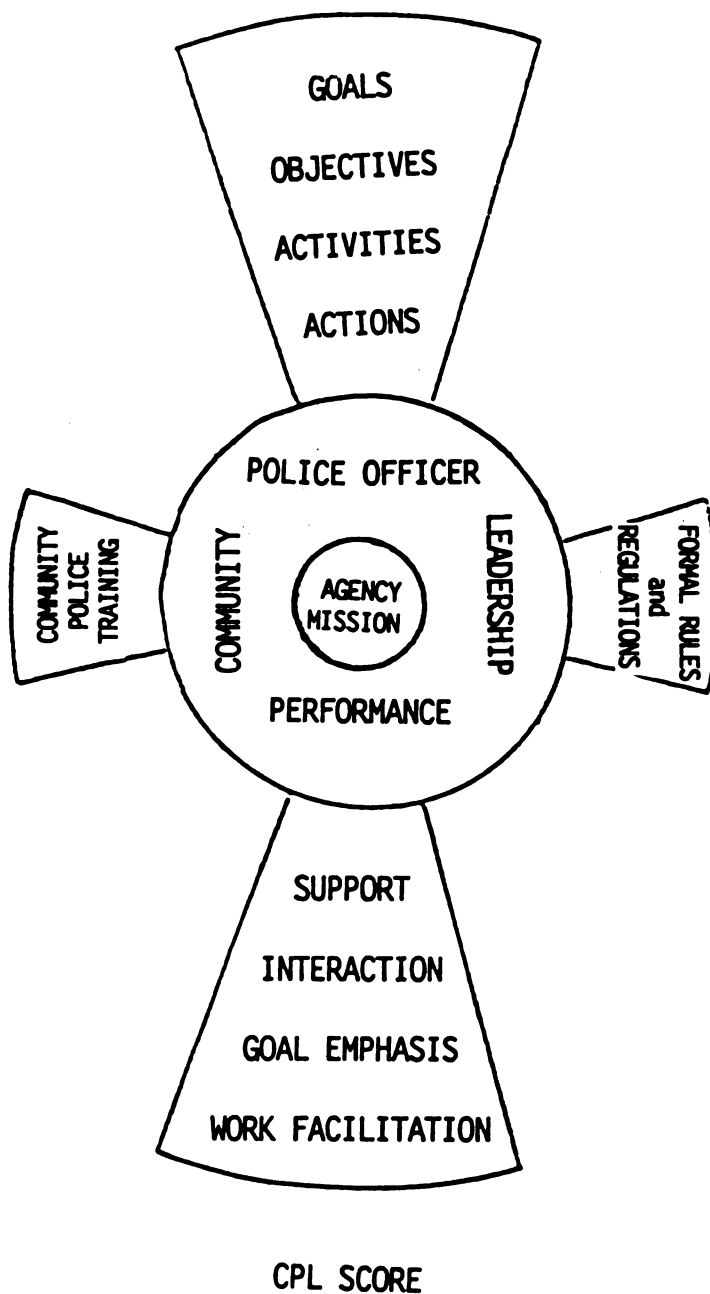 GOALS
OBJECTIVES
ACTIVITIES
ACTIONS
POLICE OFFICER
COMMUNITY
POLICE
TRAINING
COMMUNITY
AGENCY
MISSION
LEADERSHIP
FORMAL RULES
and
REGULATIONS
PERFORMANCE
SUPPORT
INTERACTION
GOAL EMPHASIS
WORK FACILITATION
CPL SCORE